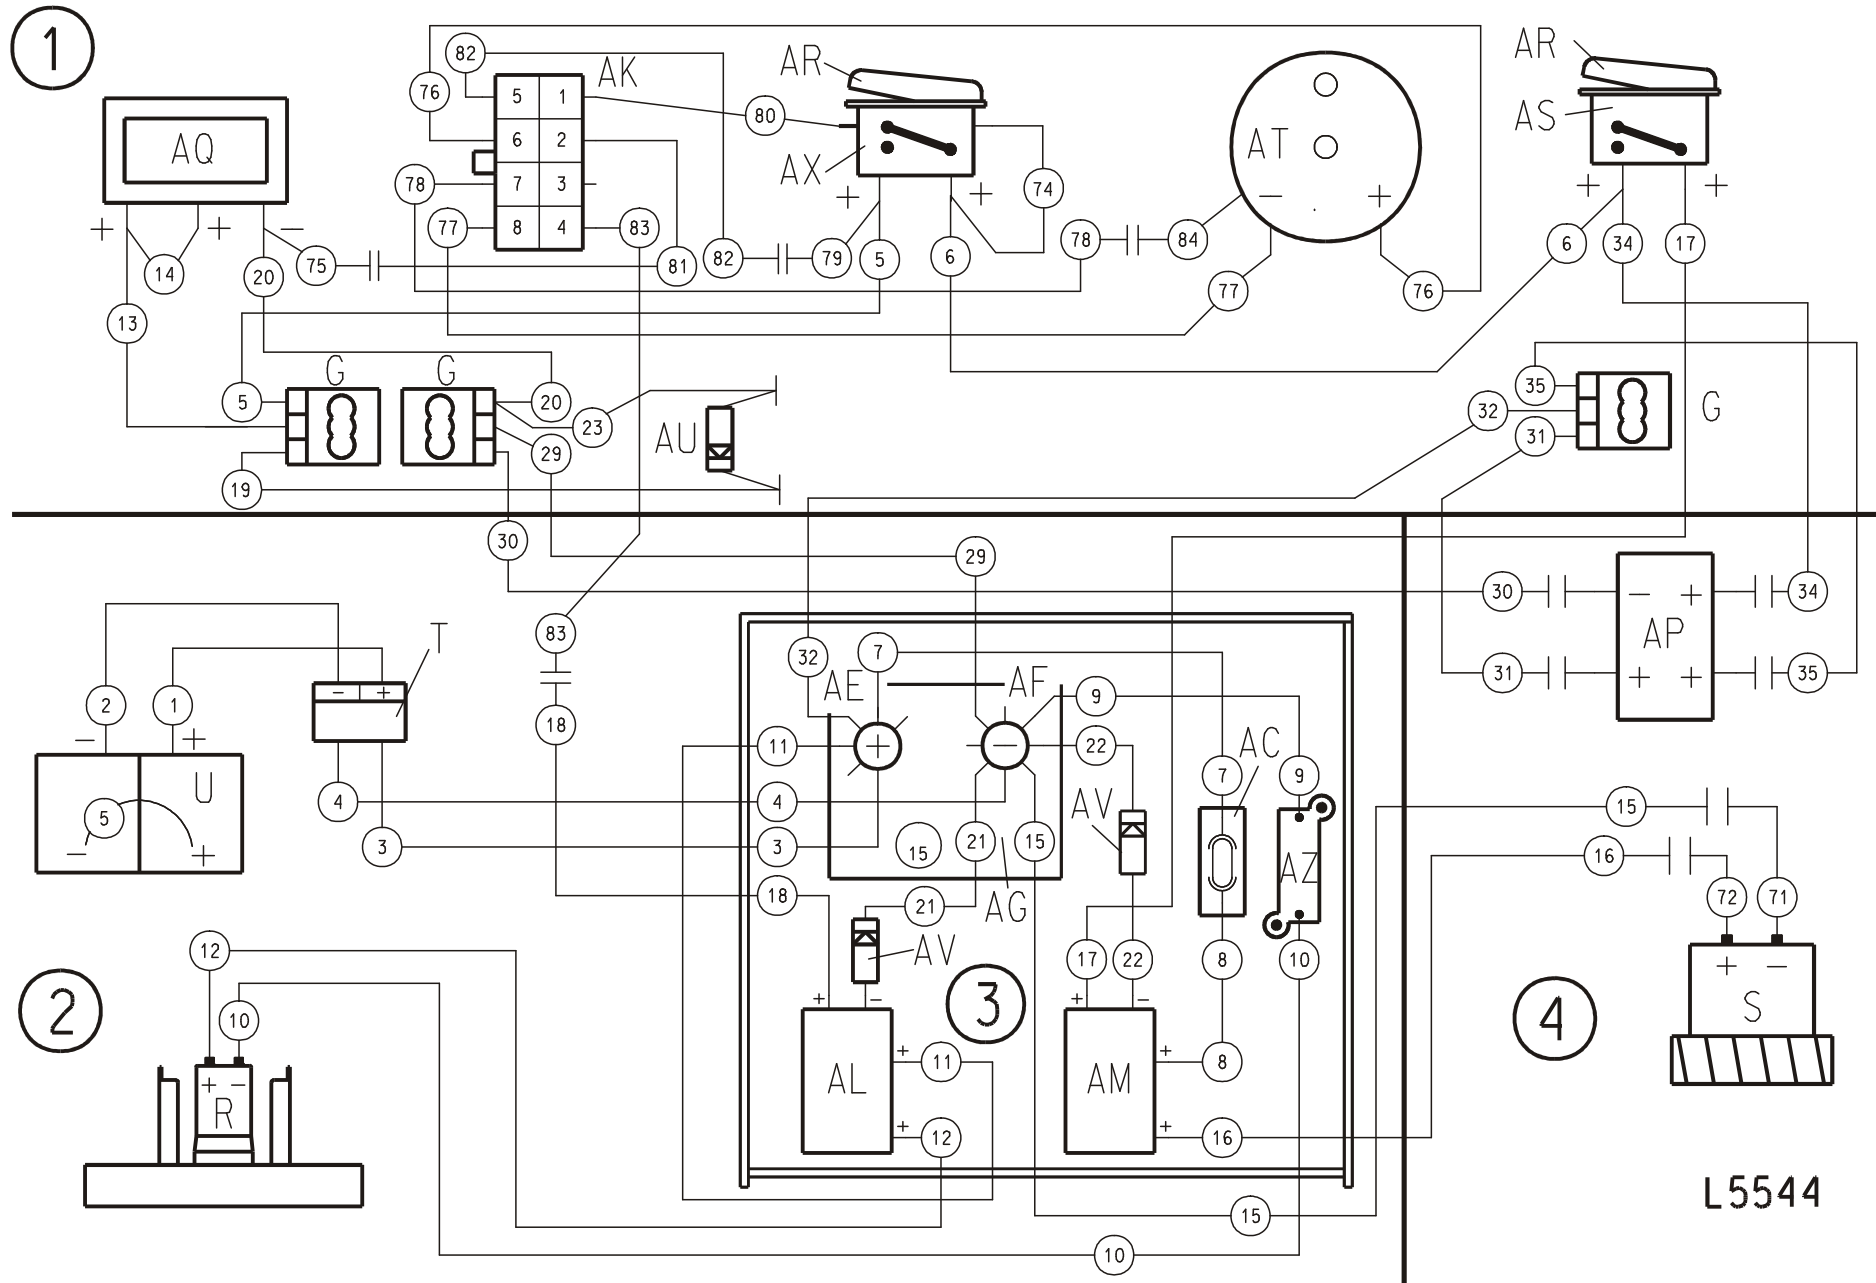 1
82 AK AR AR
76 5 1 80 AS
6 2 AX AT
AQ 78 7 3 + + 74 − + + +
77 8 4 83
+ + − 78 84 6 34 17
14 20 75 81 82 79 5 6
13 77 76
G G 35
5 20 32 G
23 AU 31
29
19
30 29
30 − + 34
83 AP
T 32 7 AE AF 9 31 + + 35
− +
2 1 18 11 + − 22 AC
− + 7 9
U 4 4 AV 15
5 3 3 15 21 15 AZ 16
− + 18 21 AG 72 71
12 AV 17 22 8 10 + −
2 10 + − 3 + − 4 S
+ − + 11 + 8
R AL AM
+ 12 + 16
15 L5544
10